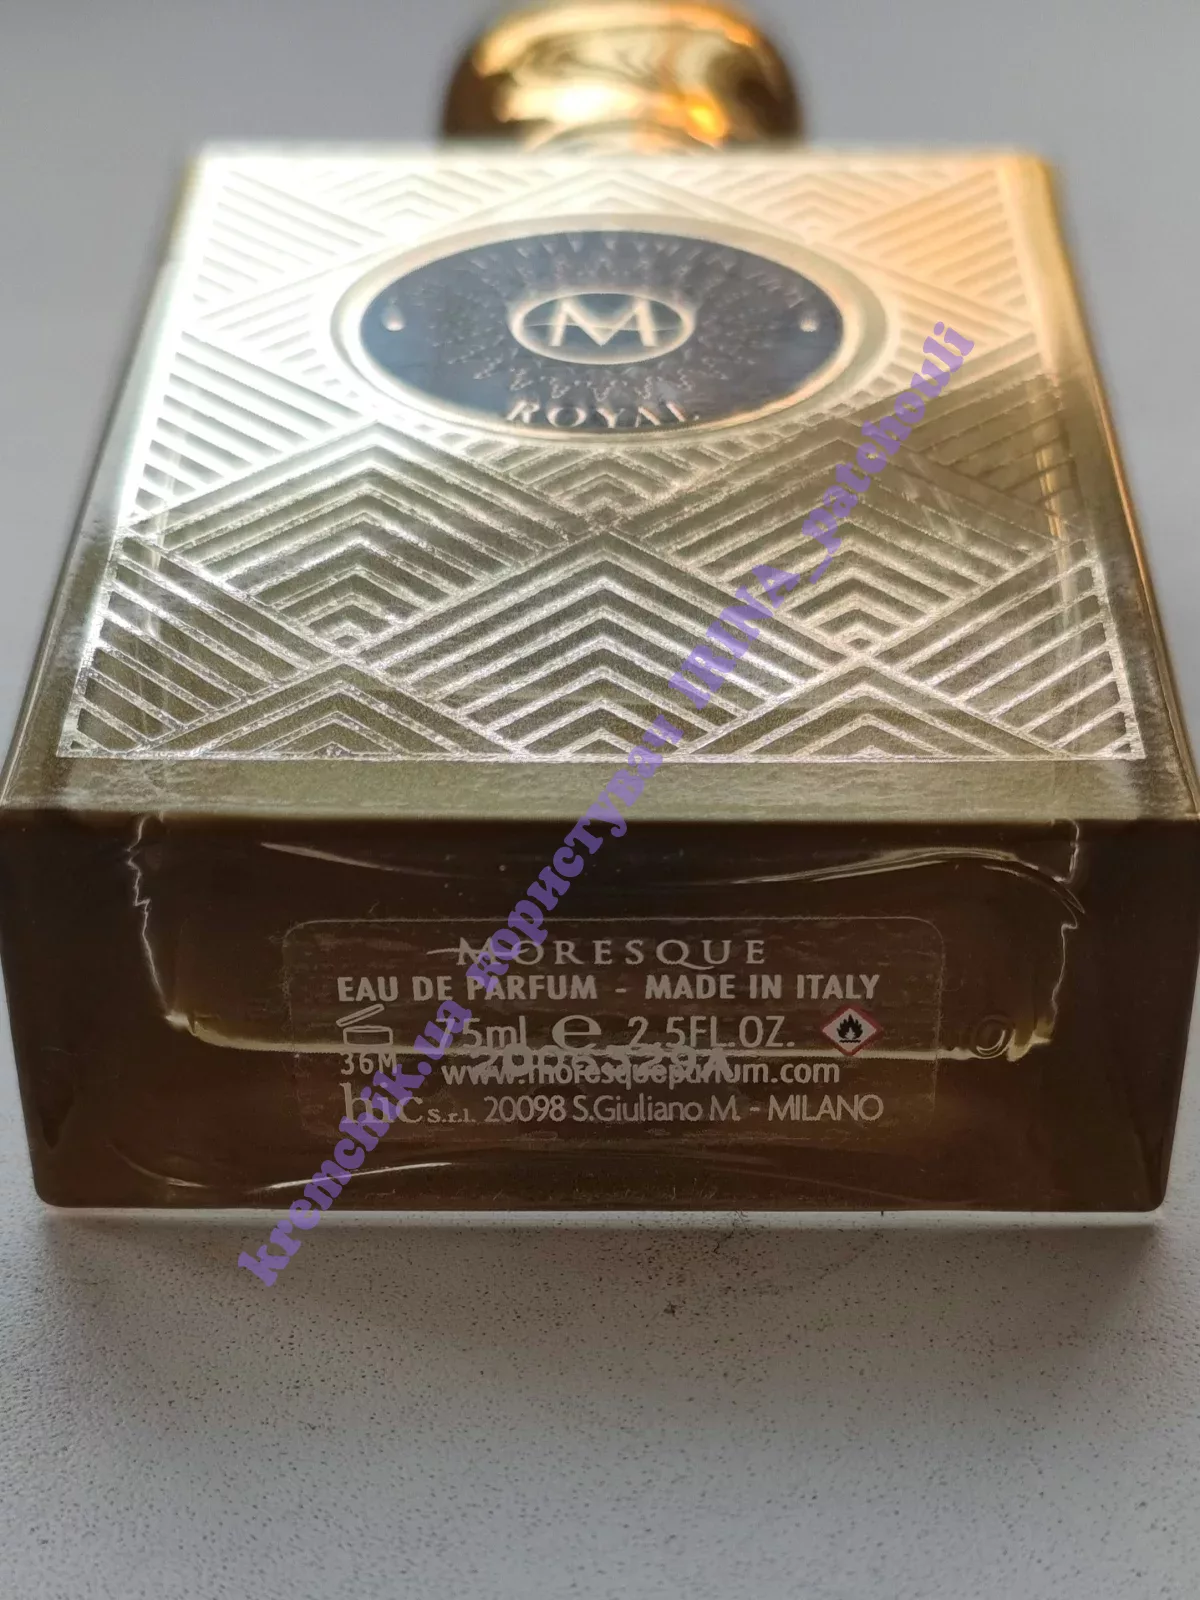 M
ROYAL
MORESQUE
EAU DE PARFUM - MADE IN ITALY
75ml e 2.5FL.OZ.
36M
www.moresqueparfum.com
hic s.r.l. 20098 S.Giuliano M. - MILANO
kremchik.ua користувач IRINA_patchouli